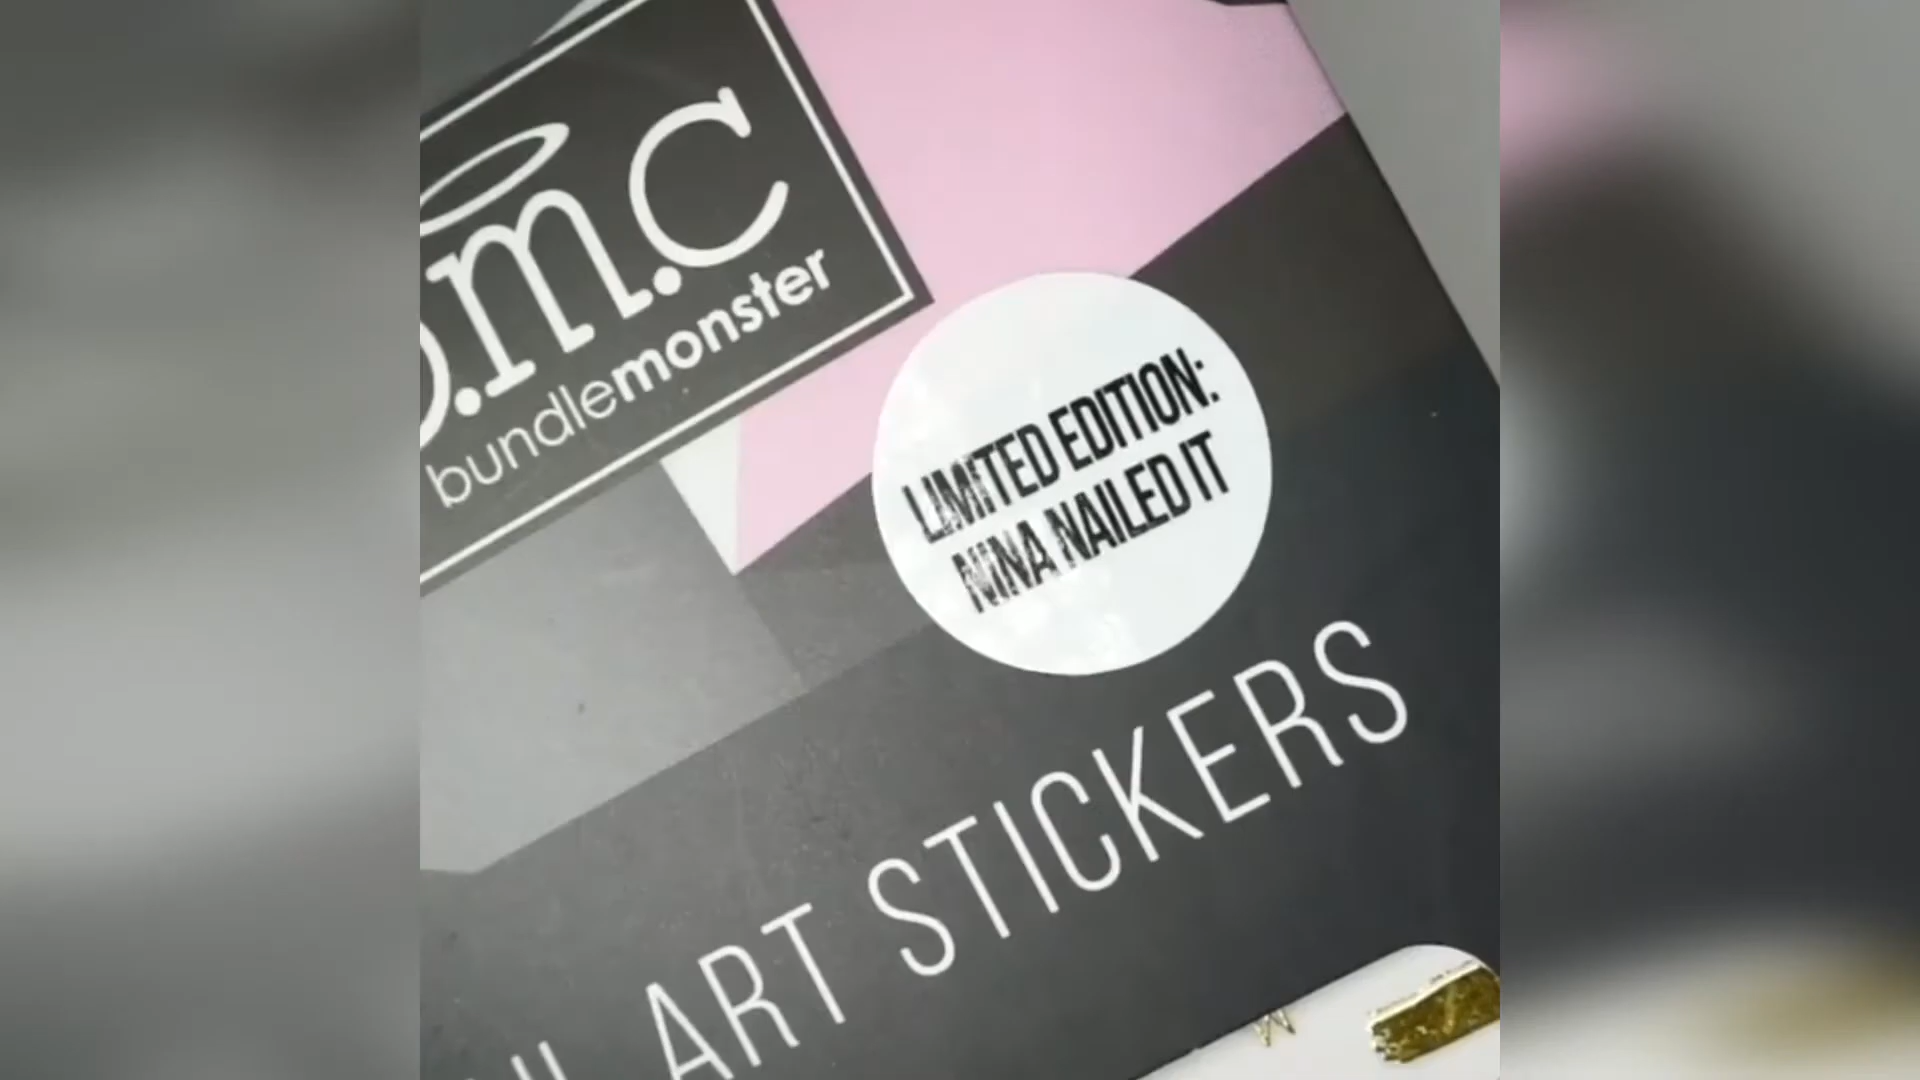 b.m.c
bundlemonster
LIMITED EDITION:
NINA NAILED IT
ART STICKERS